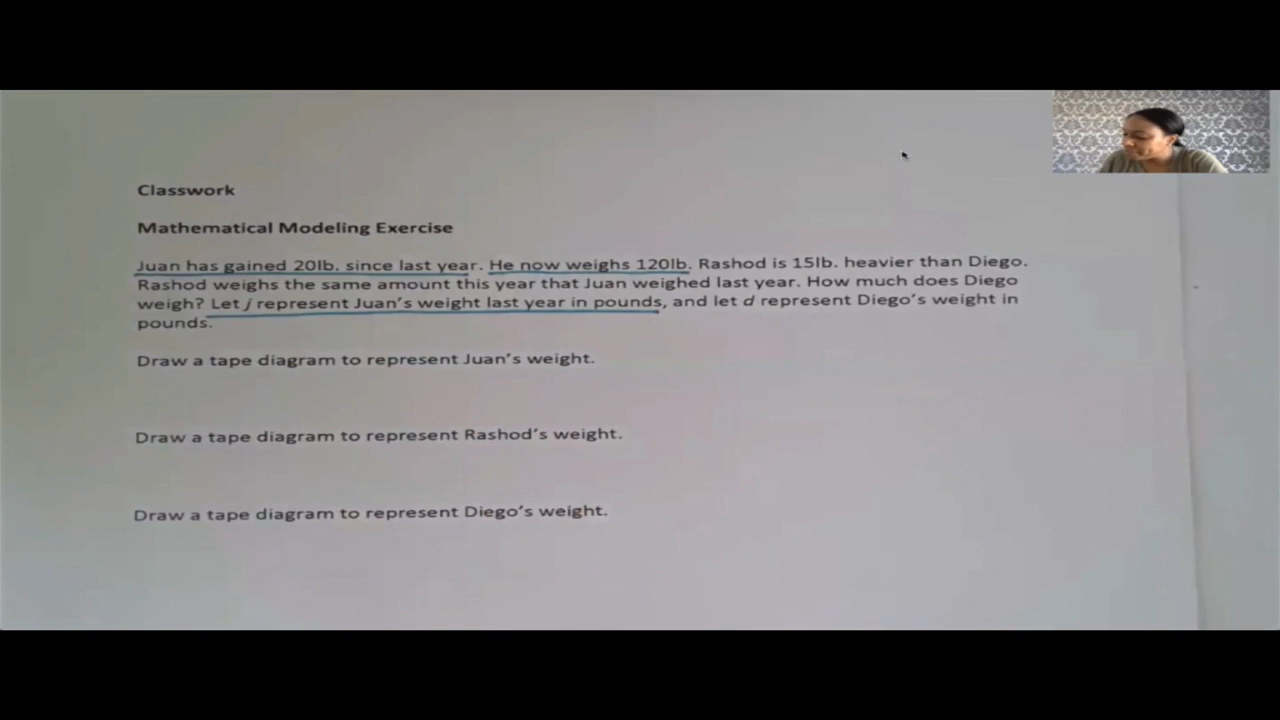 Classwork
Mathematical Modeling Exercise
Juan has gained 20lb. since last year. He now weighs 120lb. Rashod is 15lb. heavier than Diego.
Rashod weighs the same amount this year that Juan weighed last year. How much does Diego
weigh? Let j represent Juan’s weight last year in pounds, and let d represent Diego’s weight in
pounds.
Draw a tape diagram to represent Juan’s weight.
Draw a tape diagram to represent Rashod’s weight.
Draw a tape diagram to represent Diego’s weight.